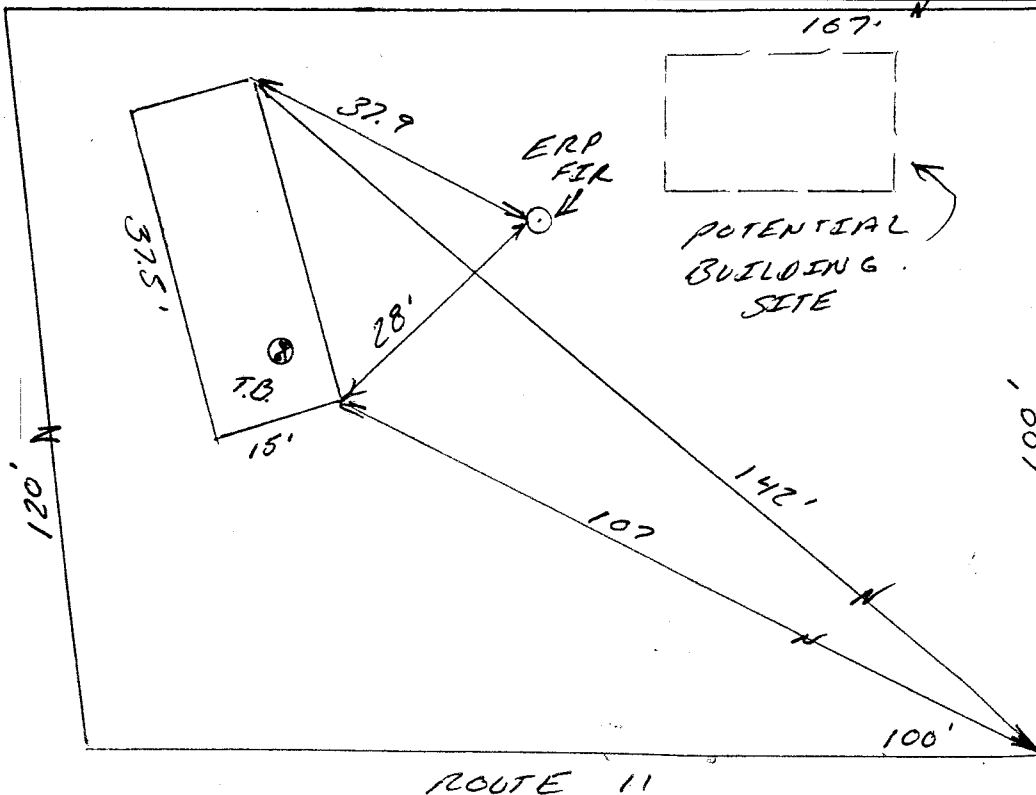 167'
37.9
ERP
FIR
POTENTIAL
BUILDING
SITE
37.5'
28'
T.B.
15'
100'
120'
142'
107
100'
ROUTE 11